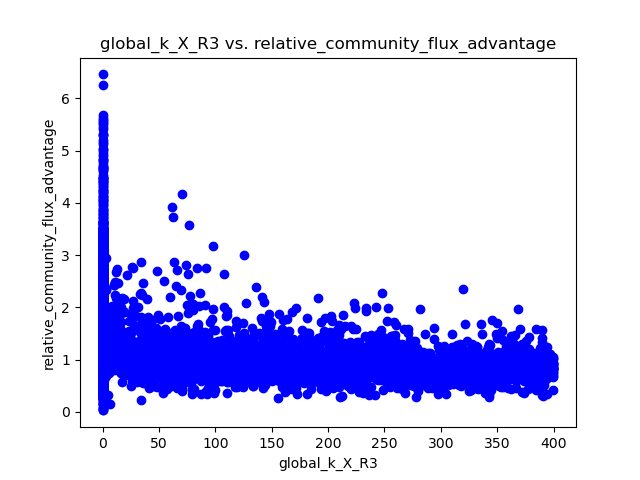 global_k_X_R3 vs. relative_community_flux_advantage
relative_community_flux_advantage
6
5
4
3
2
1
0
0 50 100 150 200 250 300 350 400
global_k_X_R3